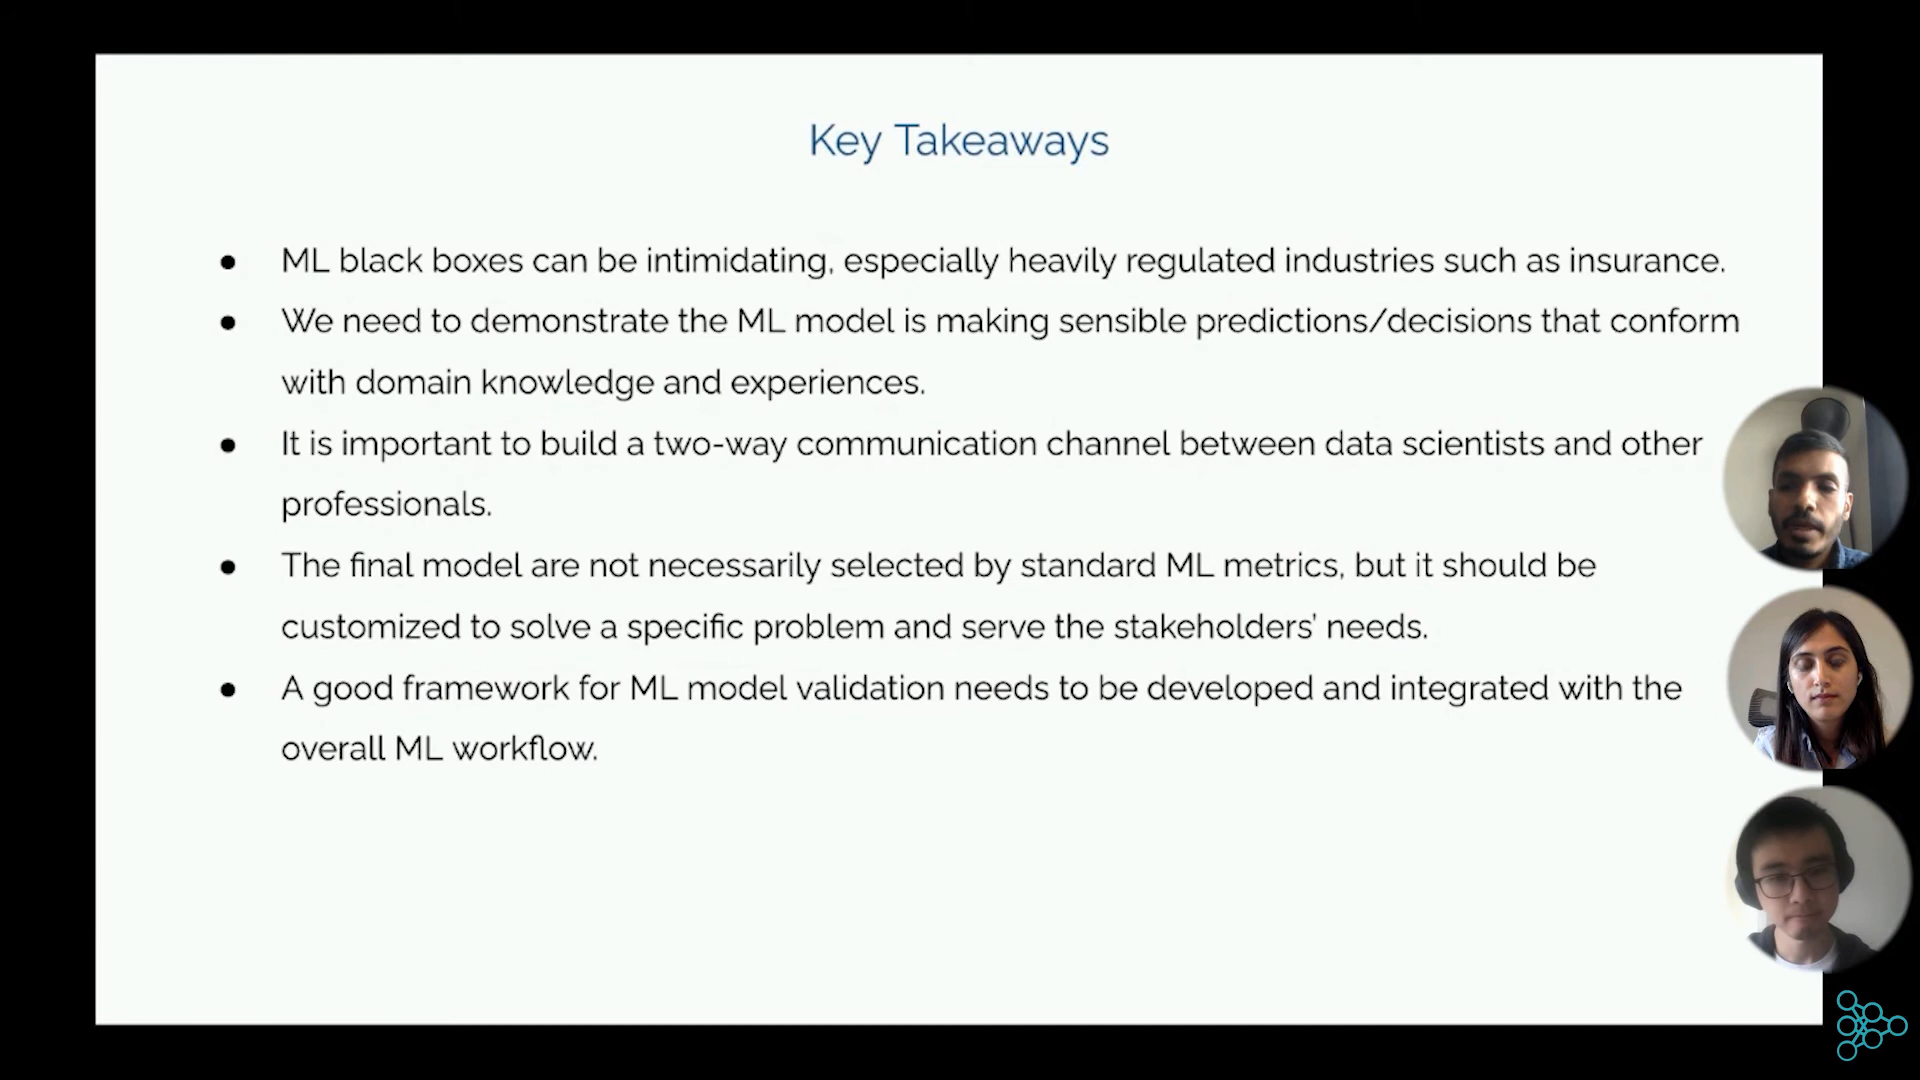 Key Takeaways
● ML black boxes can be intimidating, especially heavily regulated industries such as insurance.
● We need to demonstrate the ML model is making sensible predictions/decisions that conform
with domain knowledge and experiences.
● It is important to build a two-way communication channel between data scientists and other
professionals.
● The final model are not necessarily selected by standard ML metrics, but it should be
customized to solve a specific problem and serve the stakeholders' needs.
● A good framework for ML model validation needs to be developed and integrated with the
overall ML workflow.